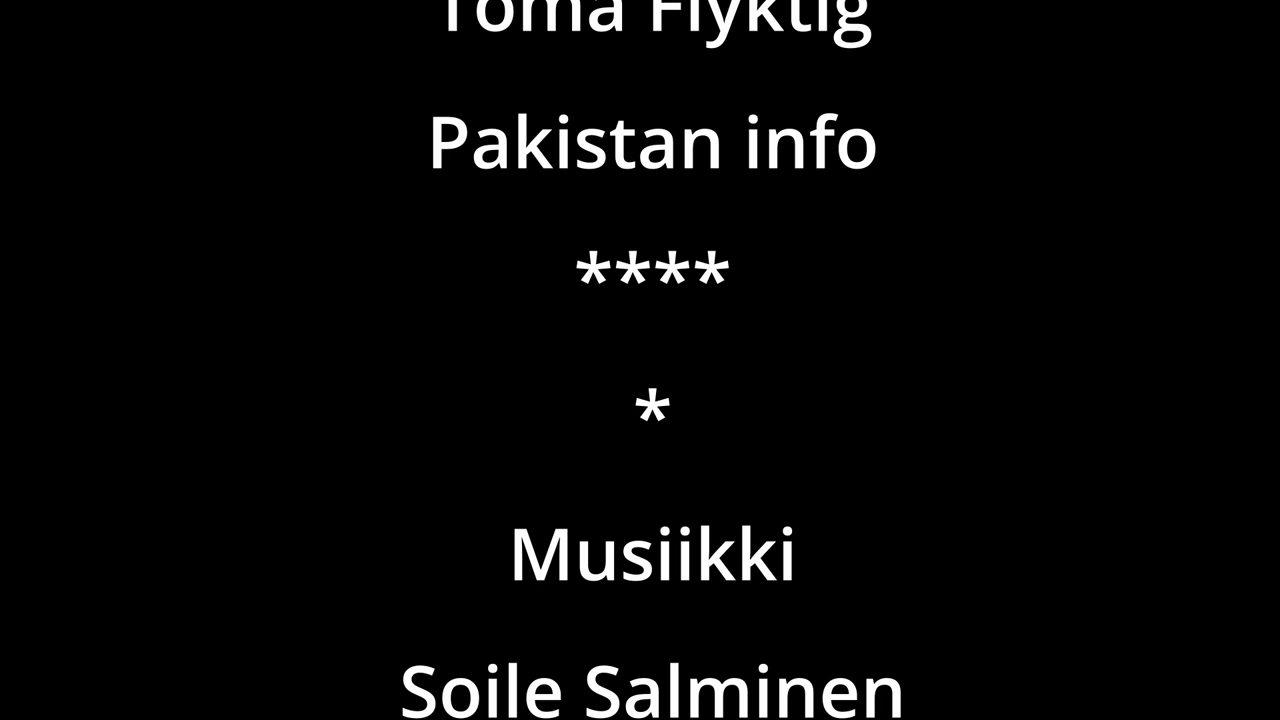 Toma Flyktig
Pakistan info
****
*
Musiikki
Soile Salminen